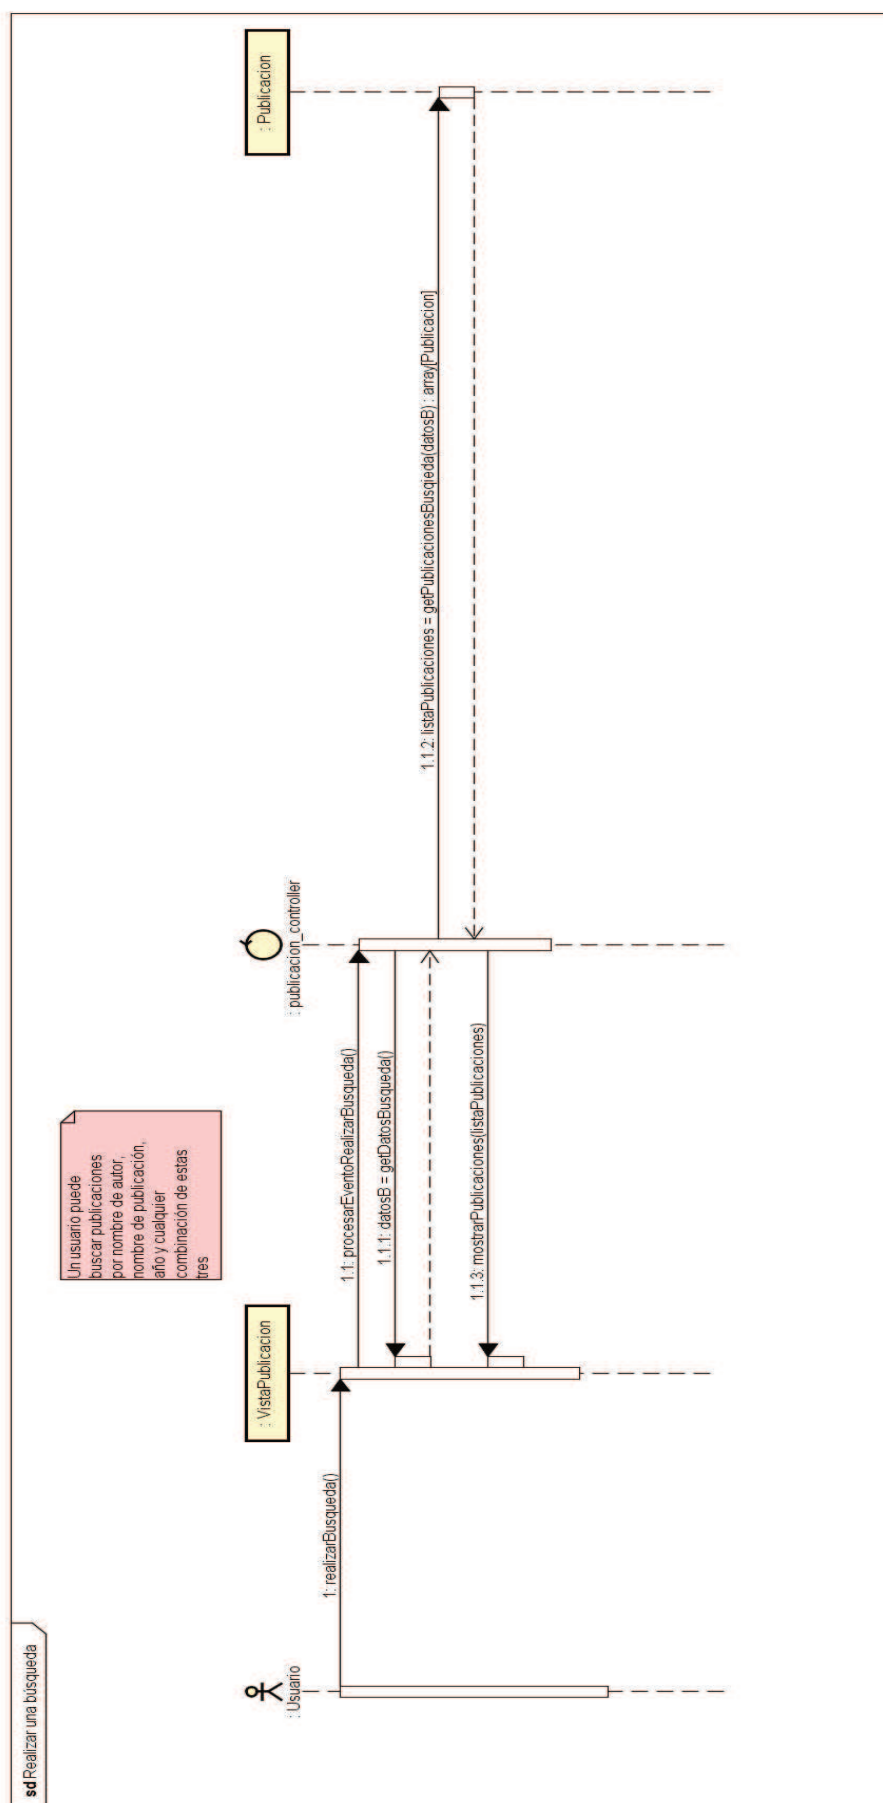 sd Realizar una búsqueda
Un usuario puede
buscar publicaciones
por nombre de autor,
nombre de publicación,
año y cualquier
combinación de estas
tres
: Usuario
: VistaPublicacion
: publicacion_controller
: Publicacion
1: realizarBusqueda()
1.1: procesarEventoRealizarBusqueda()
1.1.1: datosB = getDatosBusqueda()
1.1.2: listaPublicaciones = getPublicacionesBusqieda(datosB) : array[Publicacion]
1.1.3: mostrarPublicaciones(listaPublicaciones)